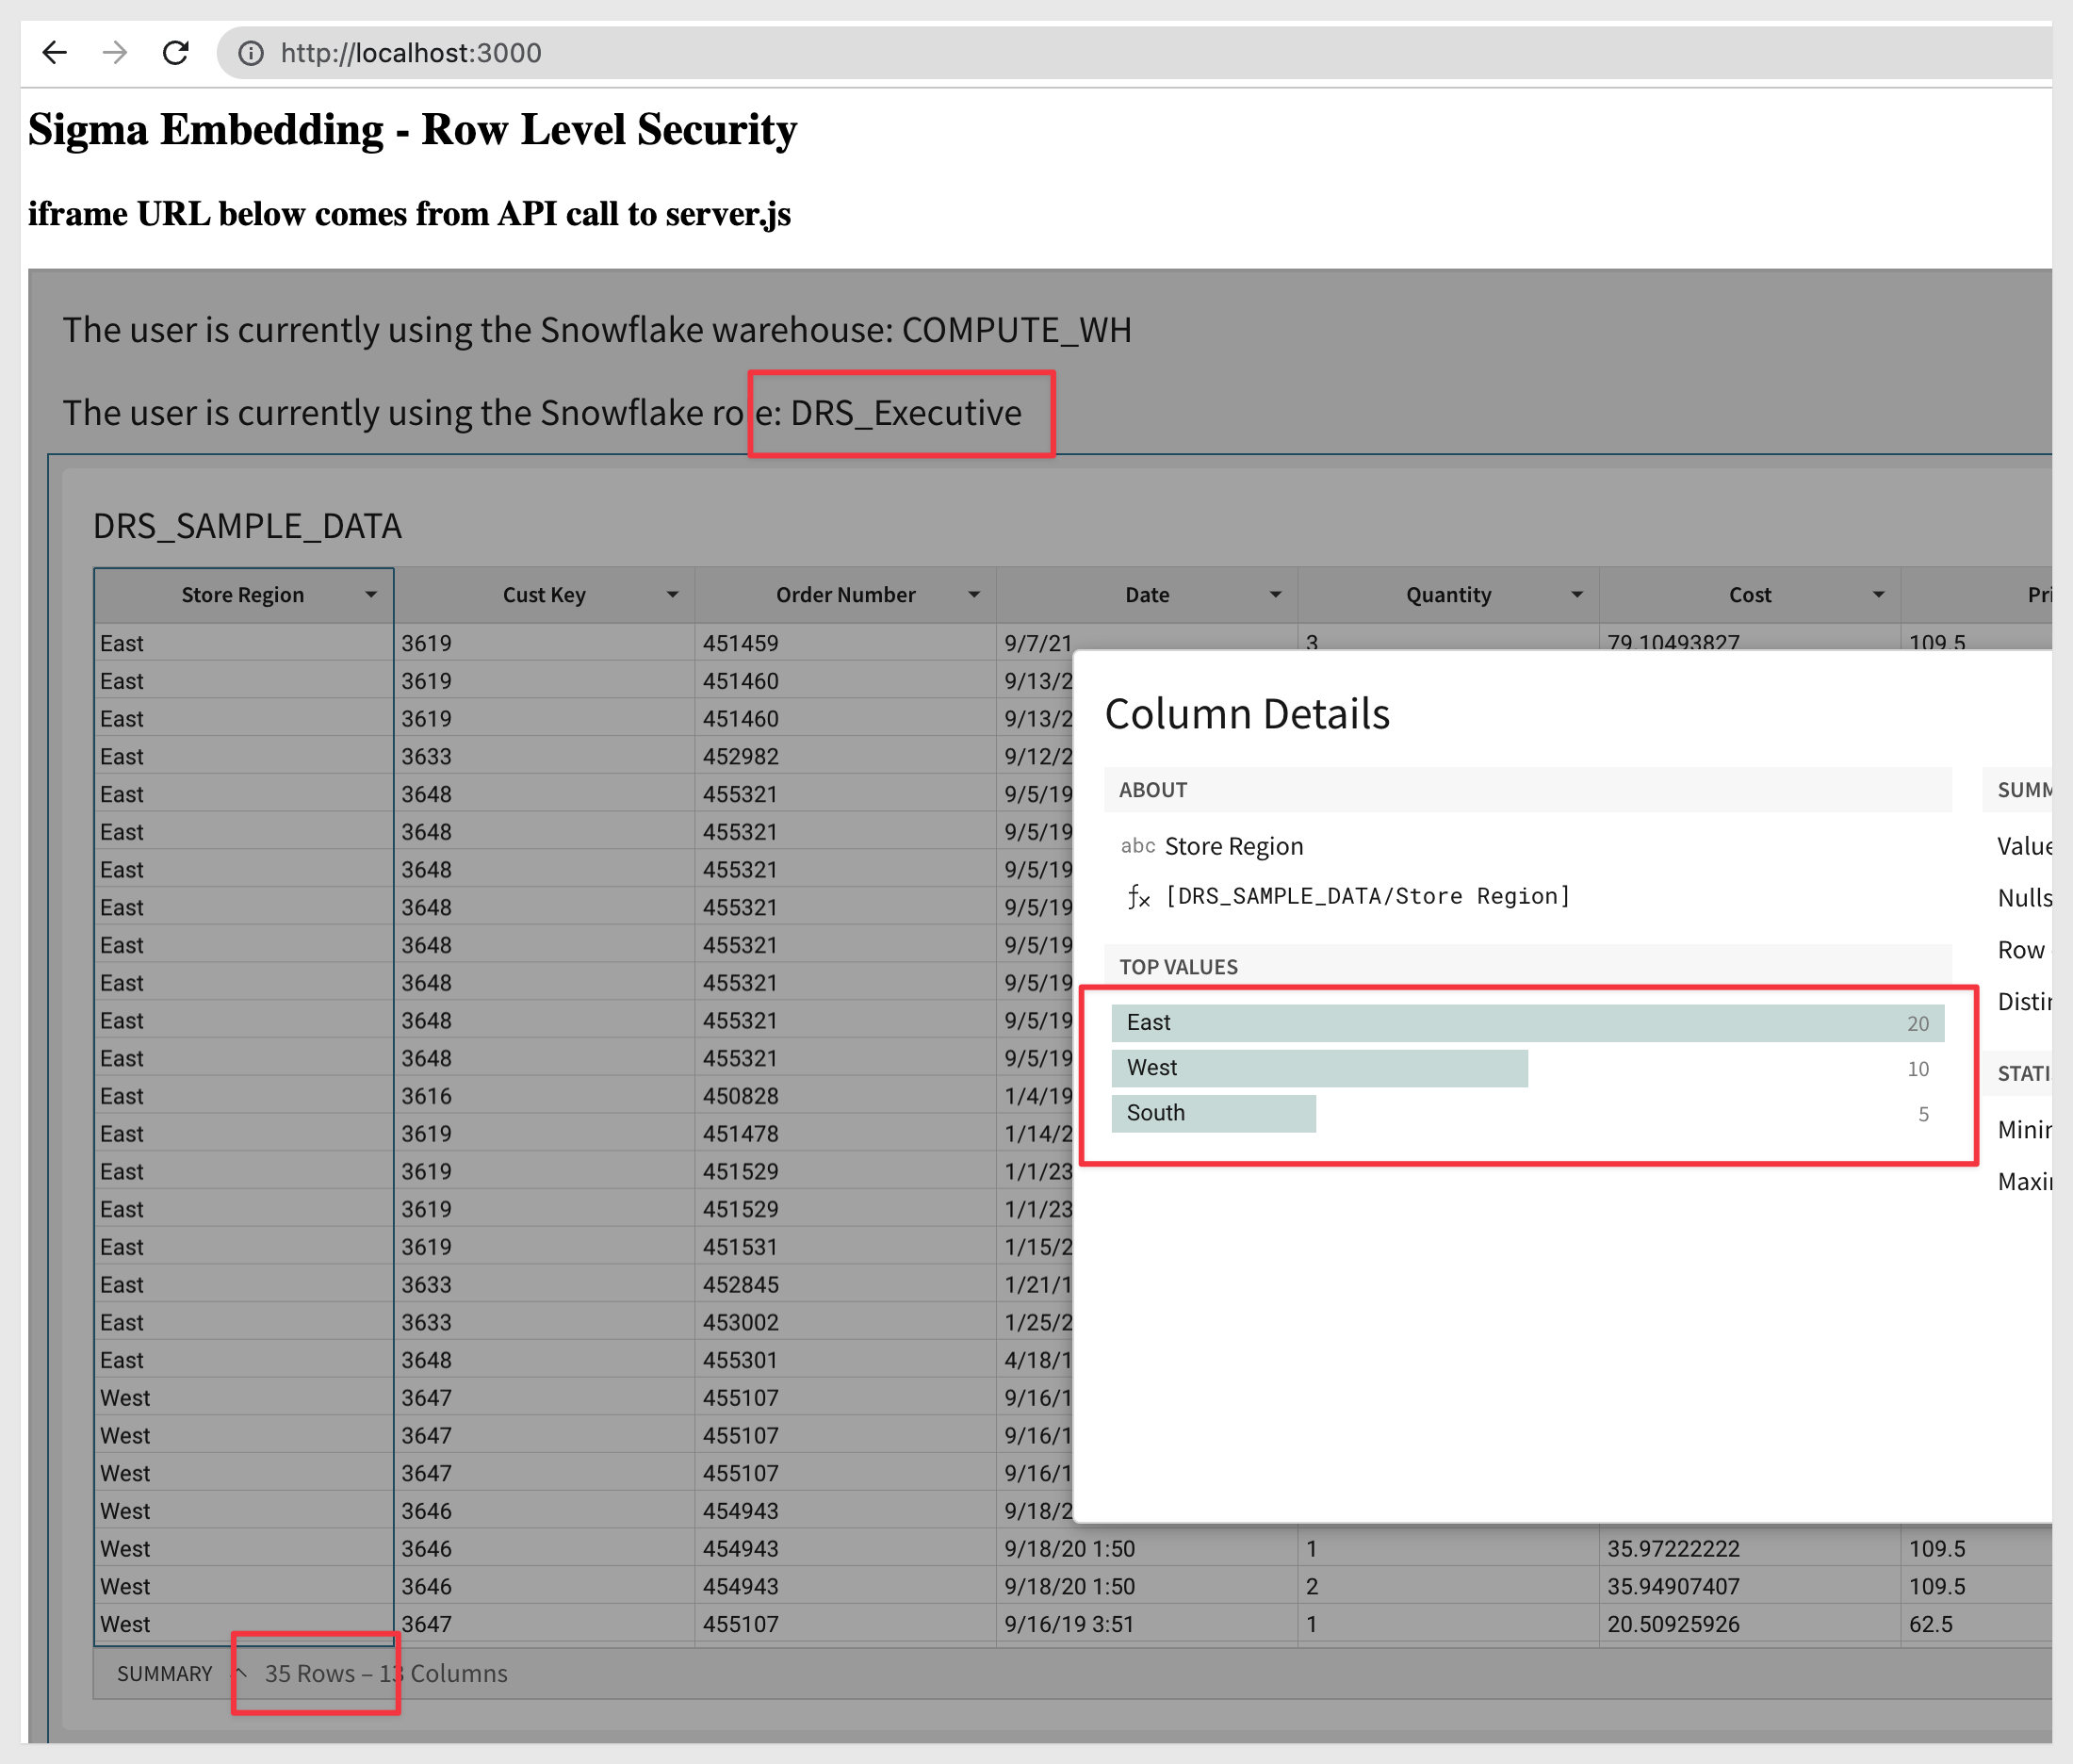 http://localhost:3000
Sigma Embedding - Row Level Security
iframe URL below comes from API call to server.js
The user is currently using the Snowflake warehouse: COMPUTE_WH
The user is currently using the Snowflake role: DRS_Executive
DRS_SAMPLE_DATA
Store Region Cust Key Order Number Date Quantity Cost Pri
East 3619 451459 9/7/21 3 79.10493827 109.5
East 3619 451460 9/13/2
East 3619 451460 9/13/2
East 3633 452982 9/12/2
East 3648 455321 9/5/19
East 3648 455321 9/5/19
East 3648 455321 9/5/19
East 3648 455321 9/5/19
East 3648 455321 9/5/19
East 3648 455321 9/5/19
East 3648 455321 9/5/19
East 3648 455321 9/5/19
East 3616 450828 1/4/19
East 3619 451478 1/14/2
East 3619 451529 1/1/23
East 3619 451529 1/1/23
East 3619 451531 1/15/2
East 3633 452845 1/21/1
East 3633 453002 1/25/2
East 3648 455301 4/18/1
West 3647 455107 9/16/1
West 3647 455107 9/16/1
West 3647 455107 9/16/1
West 3646 454943 9/18/2
West 3646 454943 9/18/20 1:50 1 35.97222222 109.5
West 3646 454943 9/18/20 1:50 2 35.94907407 109.5
West 3647 455107 9/16/19 3:51 1 20.50925926 62.5
SUMMARY 35 Rows – 13 Columns
Column Details
ABOUT
abc Store Region
fx [DRS_SAMPLE_DATA/Store Region]
TOP VALUES
East 20
West 10
South 5
SUMM
Value
Nulls
Row
Distin
STATI
Minir
Maxi